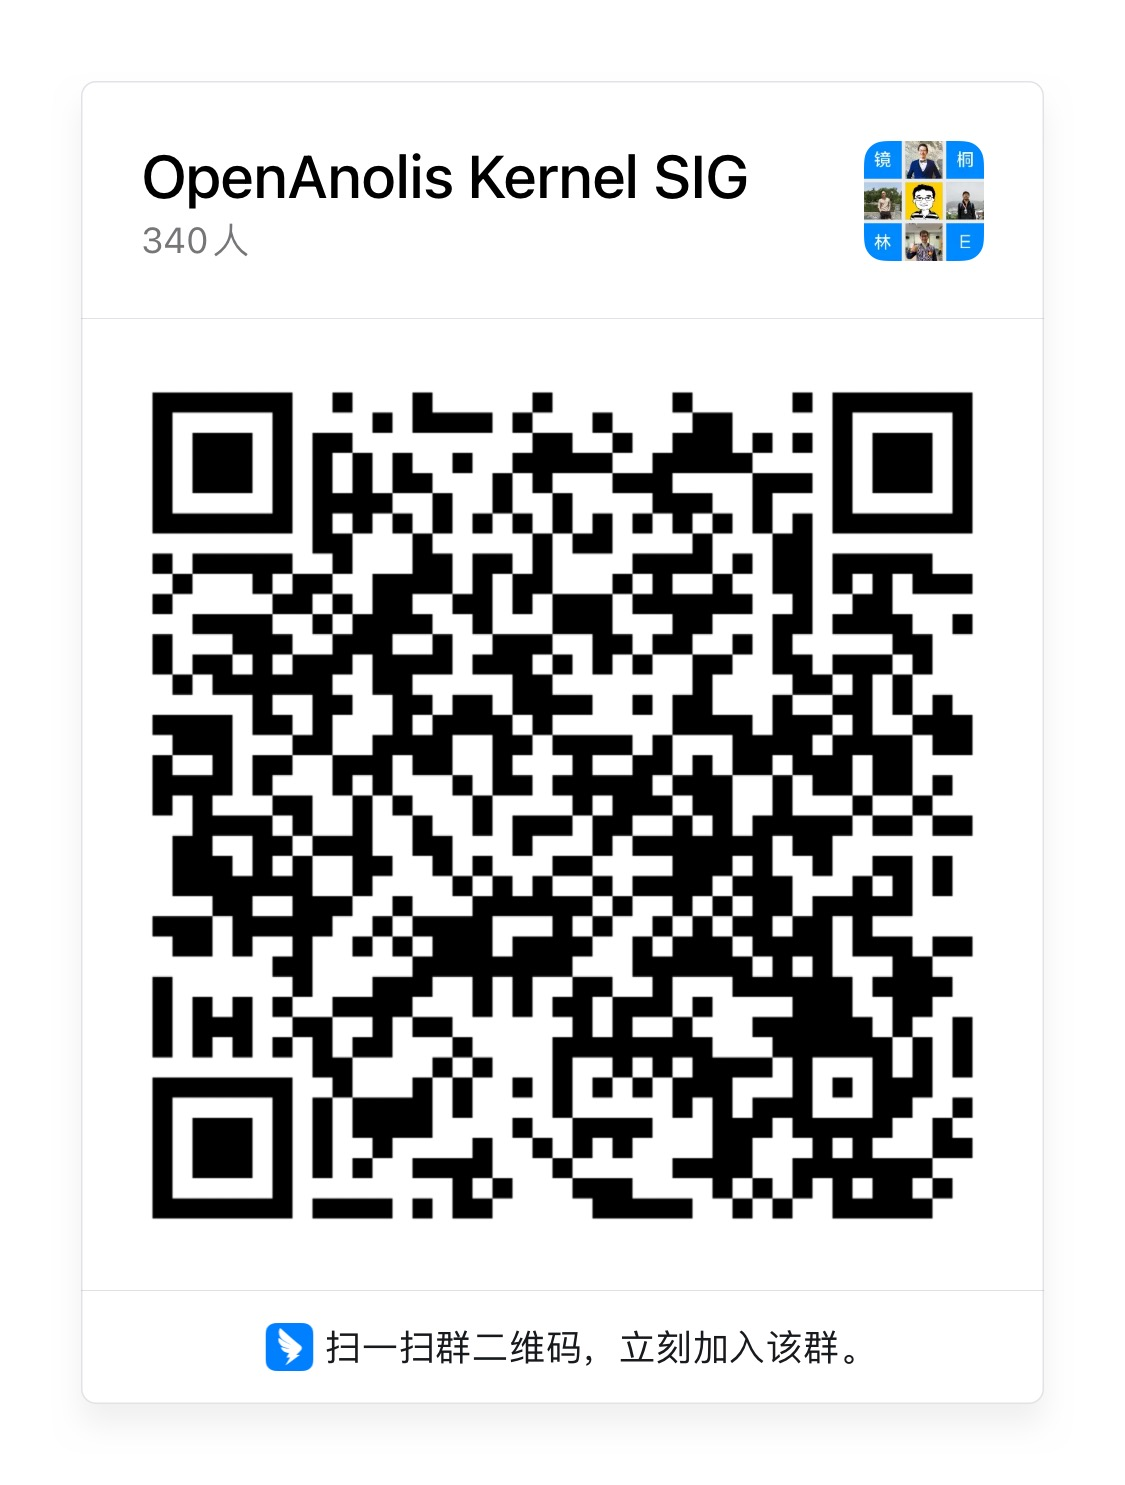 OpenAnolis Kernel SIG
340人
镜 桐
林 E
扫一扫群二维码，立刻加入该群。